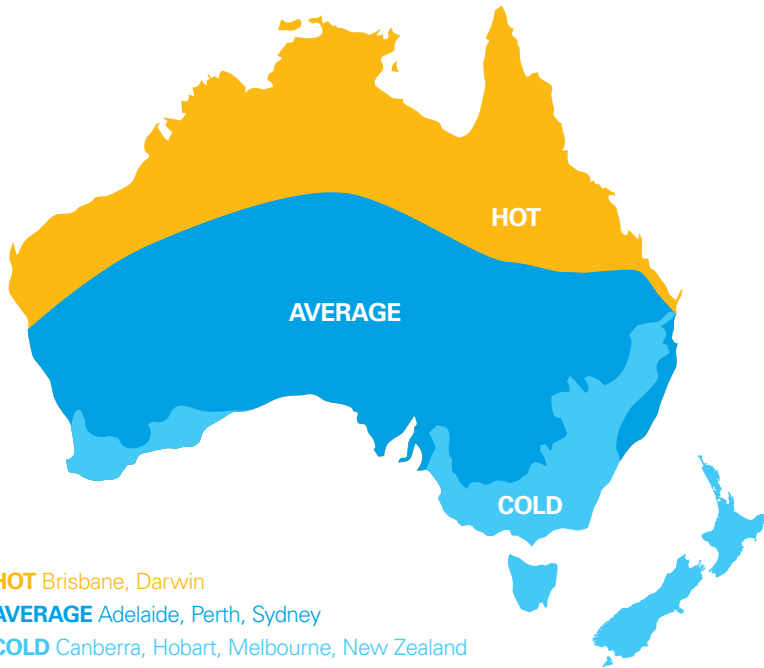 HOT
AVERAGE
COLD
HOT Brisbane, Darwin
AVERAGE Adelaide, Perth, Sydney
COLD Canberra, Hobart, Melbourne, New Zealand